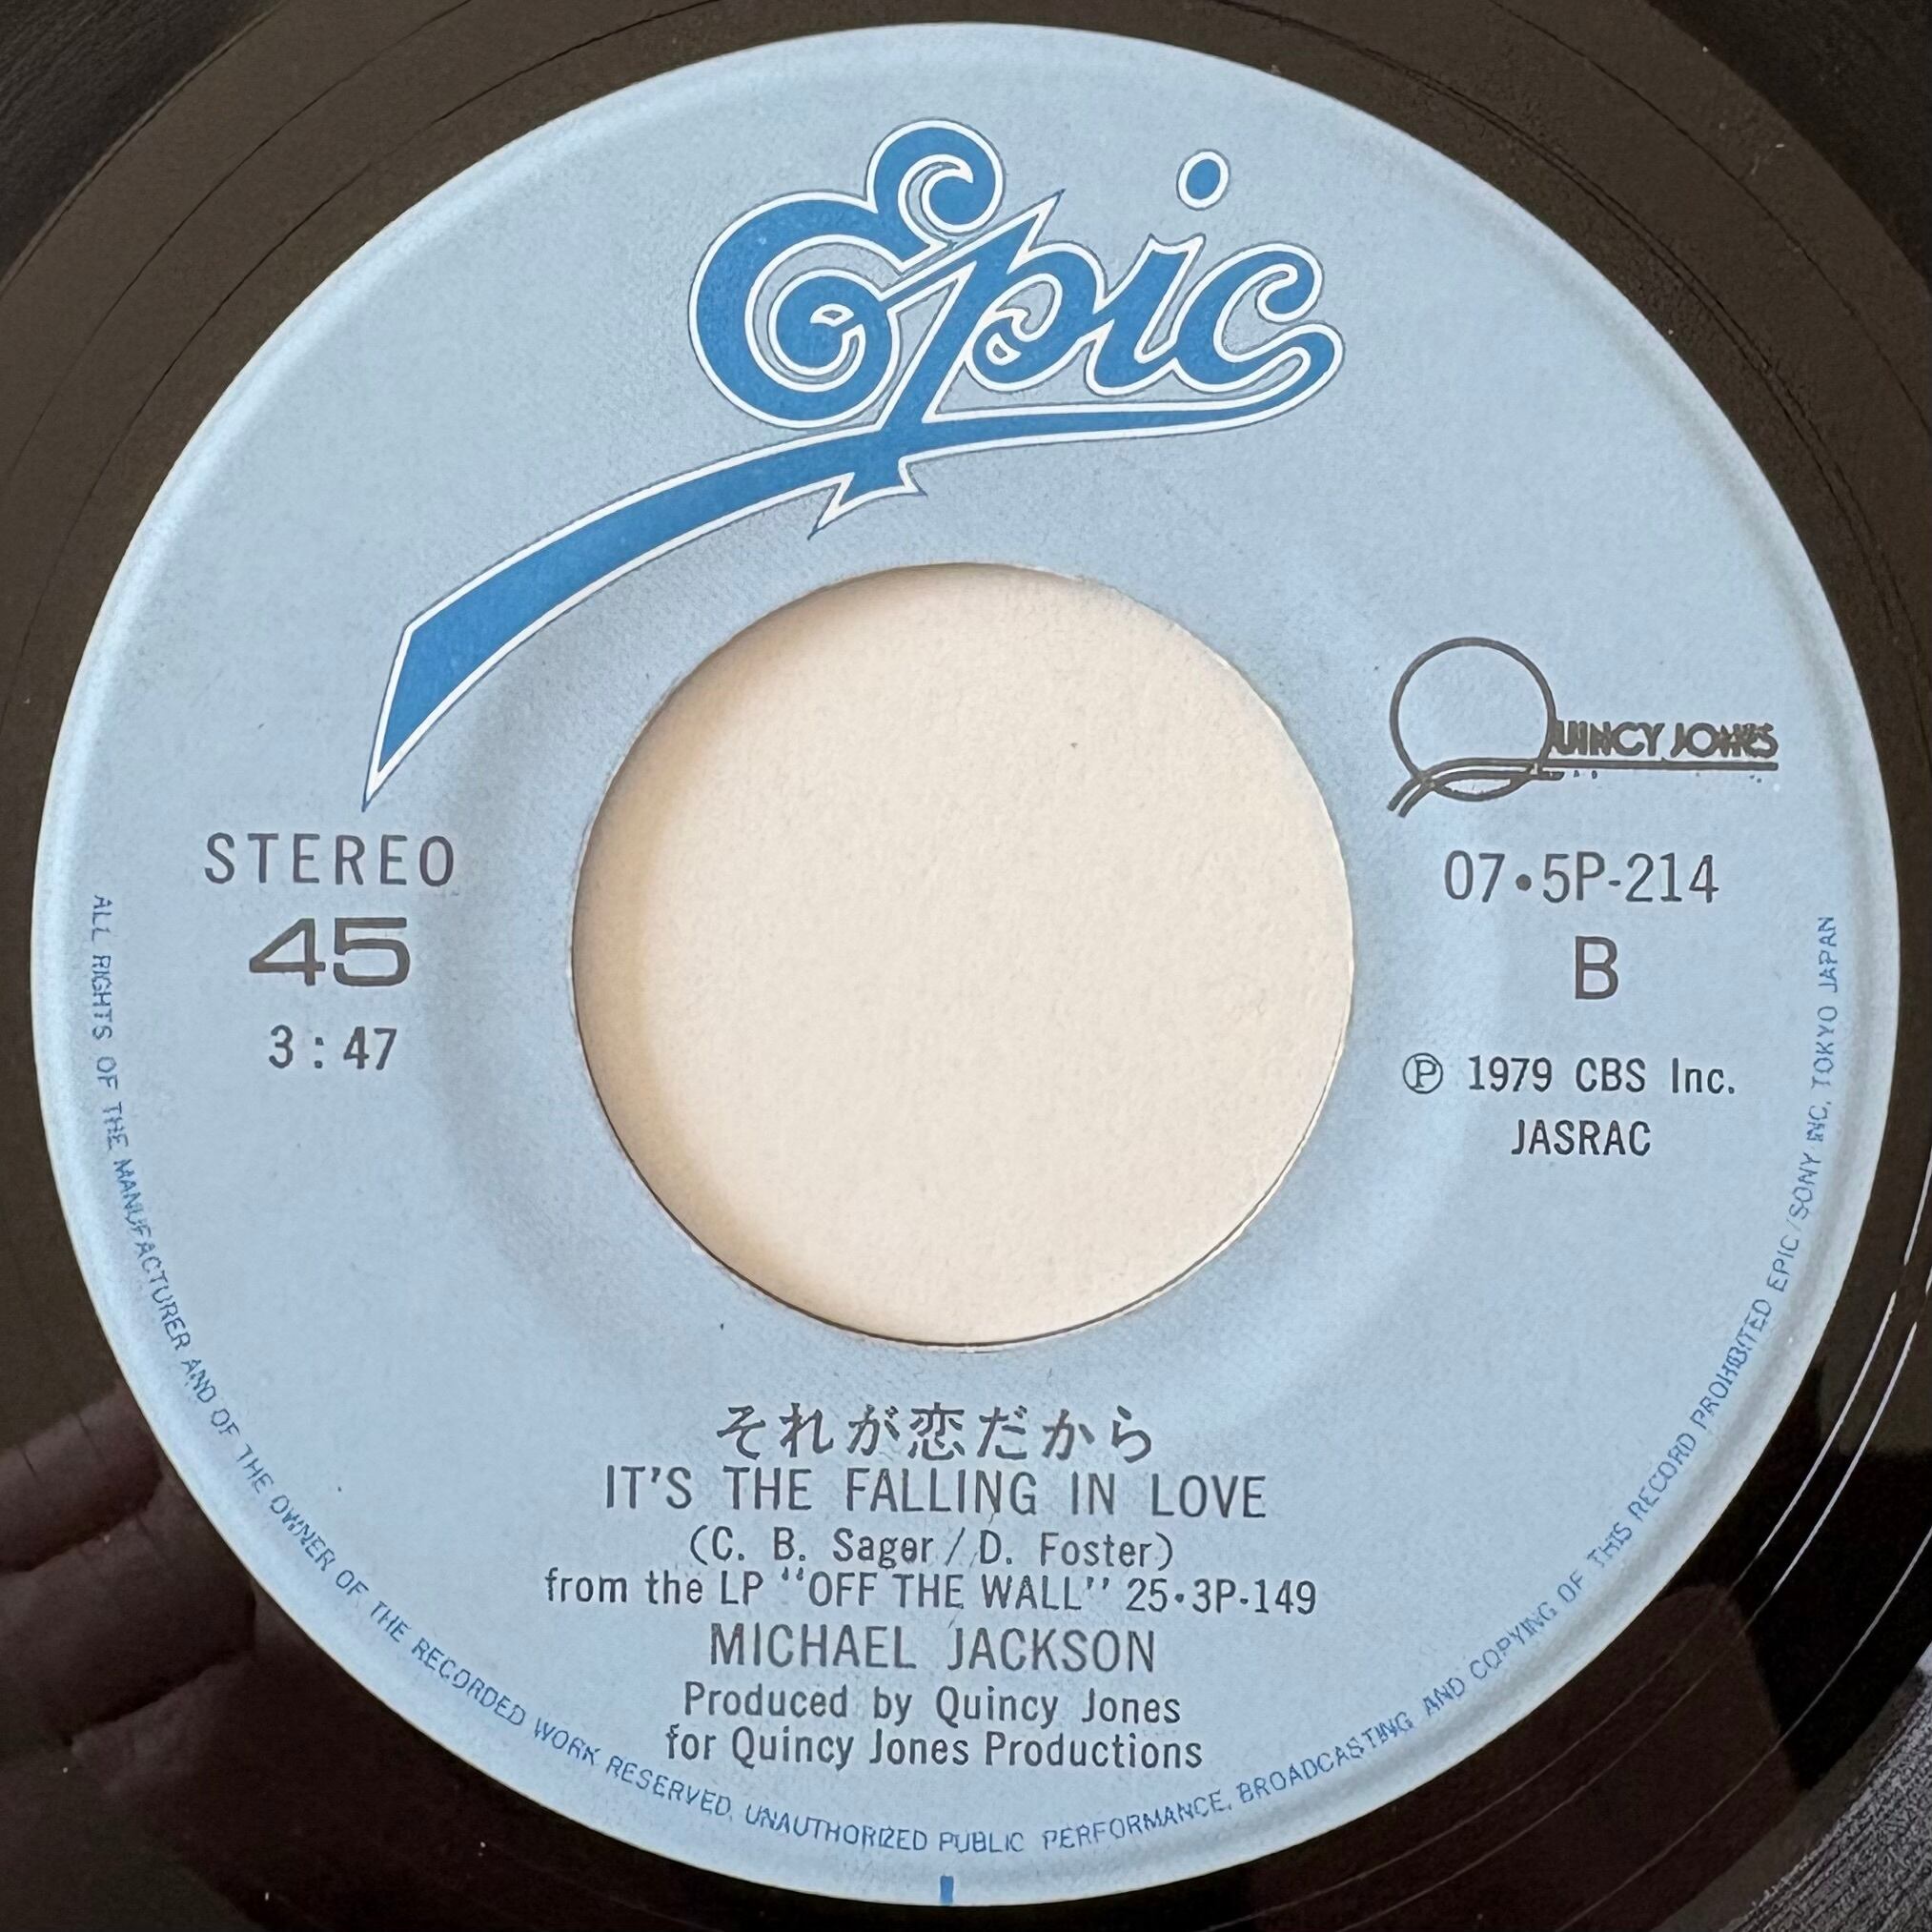 Epic
QUINCY JONES
STEREO
45
3:47
07・5P-214
B
Ⓟ 1979 CBS Inc.
JASRAC
それが恋だから
IT'S THE FALLING IN LOVE
(C. B. Sager / D. Foster)
from the LP "OFF THE WALL" 25・3P-149
MICHAEL JACKSON
Produced by Quincy Jones
for Quincy Jones Productions
ALL RIGHTS OF THE MANUFACTURER AND OF THE OWNER OF THE RECORDED WORK RESERVED. UNAUTHORIZED PUBLIC PERFORMANCE, BROADCASTING AND COPYING OF THIS RECORD PROHIBITED EPIC/SONY INC. TOKYO JAPAN